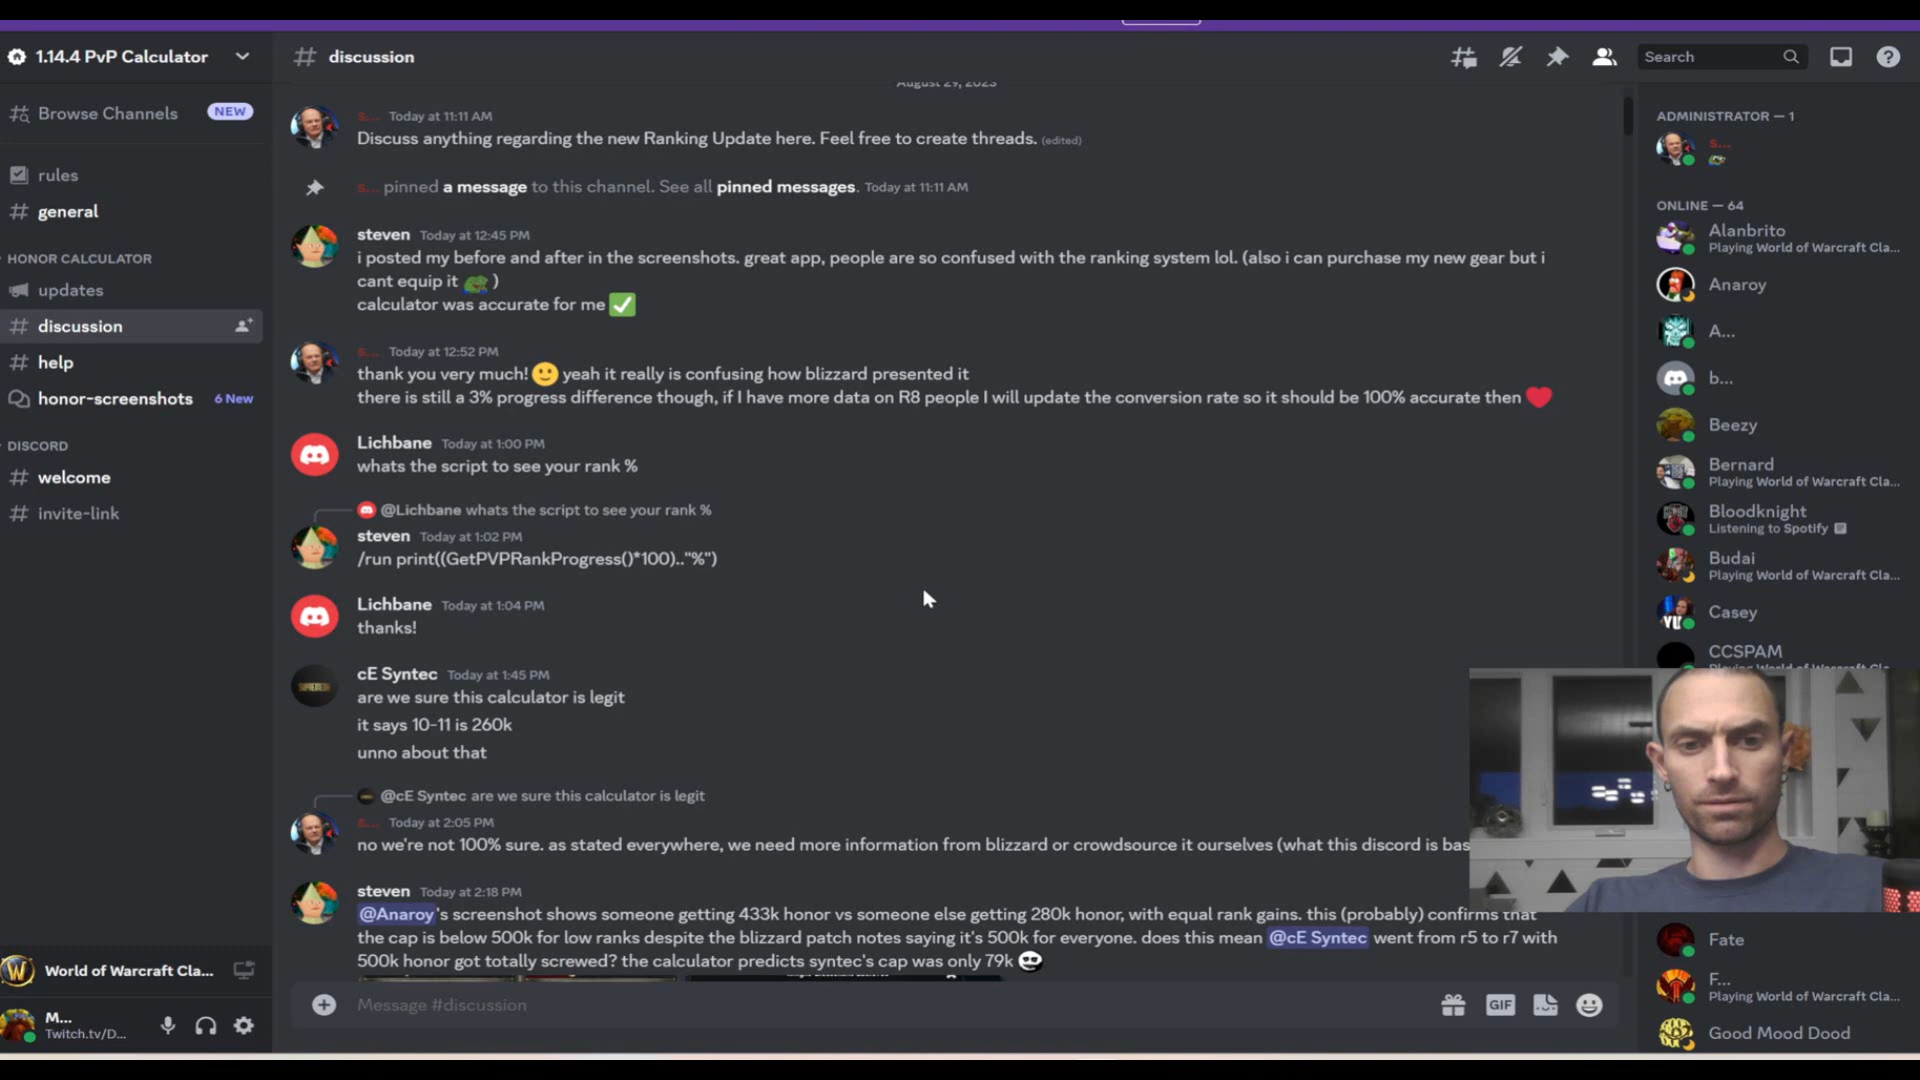 1.14.4 PvP Calculator
Browse Channels NEW
rules
general
HONOR CALCULATOR
updates
discussion
help
honor-screenshots 6 New
DISCORD
welcome
invite-link
World of Warcraft Cla...
M...
Twitch.tv/D...
discussion
Search
August 29, 2023
s... Today at 11:11 AM
Discuss anything regarding the new Ranking Update here. Feel free to create threads. (edited)
s... pinned a message to this channel. See all pinned messages. Today at 11:11 AM
steven Today at 12:45 PM
i posted my before and after in the screenshots. great app, people are so confused with the ranking system lol. (also i can purchase my new gear but i
cant equip it )
calculator was accurate for me ✅
s... Today at 12:52 PM
thank you very much! 🙂 yeah it really is confusing how blizzard presented it
there is still a 3% progress difference though, if I have more data on R8 people I will update the conversion rate so it should be 100% accurate then ❤️
Lichbane Today at 1:00 PM
whats the script to see your rank %
@Lichbane whats the script to see your rank %
steven Today at 1:02 PM
/run print((GetPVPRankProgress()*100).."%")
Lichbane Today at 1:04 PM
thanks!
cE Syntec Today at 1:45 PM
are we sure this calculator is legit
it says 10-11 is 260k
unno about that
@cE Syntec are we sure this calculator is legit
s... Today at 2:05 PM
no we're not 100% sure. as stated everywhere, we need more information from blizzard or crowdsource it ourselves (what this discord is bas
steven Today at 2:18 PM
@Anaroy's screenshot shows someone getting 433k honor vs someone else getting 280k honor, with equal rank gains. this (probably) confirms that
the cap is below 500k for low ranks despite the blizzard patch notes saying it's 500k for everyone. does this mean @cE Syntec went from r5 to r7 with
500k honor got totally screwed? the calculator predicts syntec's cap was only 79k
Message #discussion
GIF
ADMINISTRATOR — 1
s...
ONLINE — 64
Alanbrito
Playing World of Warcraft Cla...
Anaroy
A...
b...
Beezy
Bernard
Playing World of Warcraft Cla...
Bloodknight
Listening to Spotify
Budai
Playing World of Warcraft Cla...
Casey
CCSPAM
Fate
F...
Playing World of Warcraft Cla...
Good Mood Dood